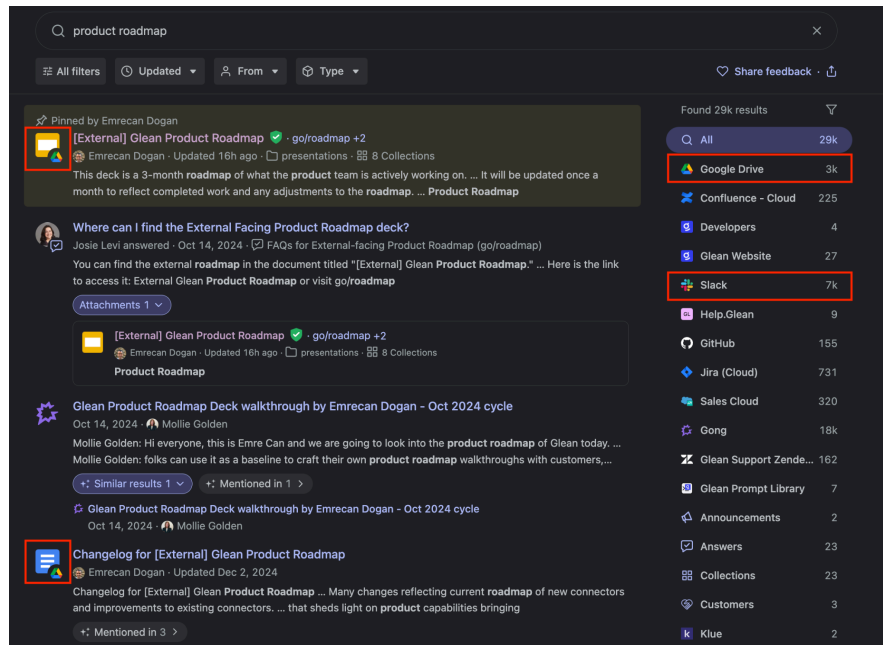 product roadmap
All filters
Updated
From
Type
Share feedback
Pinned by Emrecan Dogan
[External] Glean Product Roadmap · go/roadmap +2
Emrecan Dogan · Updated 16h ago · presentations · 8 Collections
This deck is a 3-month roadmap of what the product team is actively working on. ... It will be updated once a
month to reflect completed work and any adjustments to the roadmap. ... Product Roadmap
Where can I find the External Facing Product Roadmap deck?
Josie Levi answered · Oct 14, 2024 · FAQs for External-facing Product Roadmap (go/roadmap)
You can find the external roadmap in the document titled "[External] Glean Product Roadmap." ... Here is the link
to access it: External Glean Product Roadmap or visit go/roadmap
Attachments 1
[External] Glean Product Roadmap · go/roadmap +2
Emrecan Dogan · Updated 16h ago · presentations · 8 Collections
Product Roadmap
Glean Product Roadmap Deck walkthrough by Emrecan Dogan - Oct 2024 cycle
Oct 14, 2024 · Mollie Golden
Mollie Golden: Hi everyone, this is Emre Can and we are going to look into the product roadmap of Glean today. ...
Mollie Golden: folks can use it as a baseline to craft their own product roadmap walkthroughs with customers,...
Similar results 1
Mentioned in 1
Glean Product Roadmap Deck walkthrough by Emrecan Dogan - Oct 2024 cycle
Oct 14, 2024 · Mollie Golden
Changelog for [External] Glean Product Roadmap
Emrecan Dogan · Updated Dec 2, 2024
Changelog for [External] Glean Product Roadmap ... Many changes reflecting current roadmap of new connectors
and improvements to existing connectors. ... that sheds light on product capabilities bringing
Mentioned in 3
Found 29k results
All 29k
Google Drive 3k
Confluence - Cloud 225
Developers 4
Glean Website 27
Slack 7k
GL Help.Glean 9
GitHub 155
Jira (Cloud) 731
Sales Cloud 320
Gong 18k
Glean Support Zende... 162
Glean Prompt Library 7
Announcements 2
Answers 23
Collections 23
Customers 3
k Klue 2